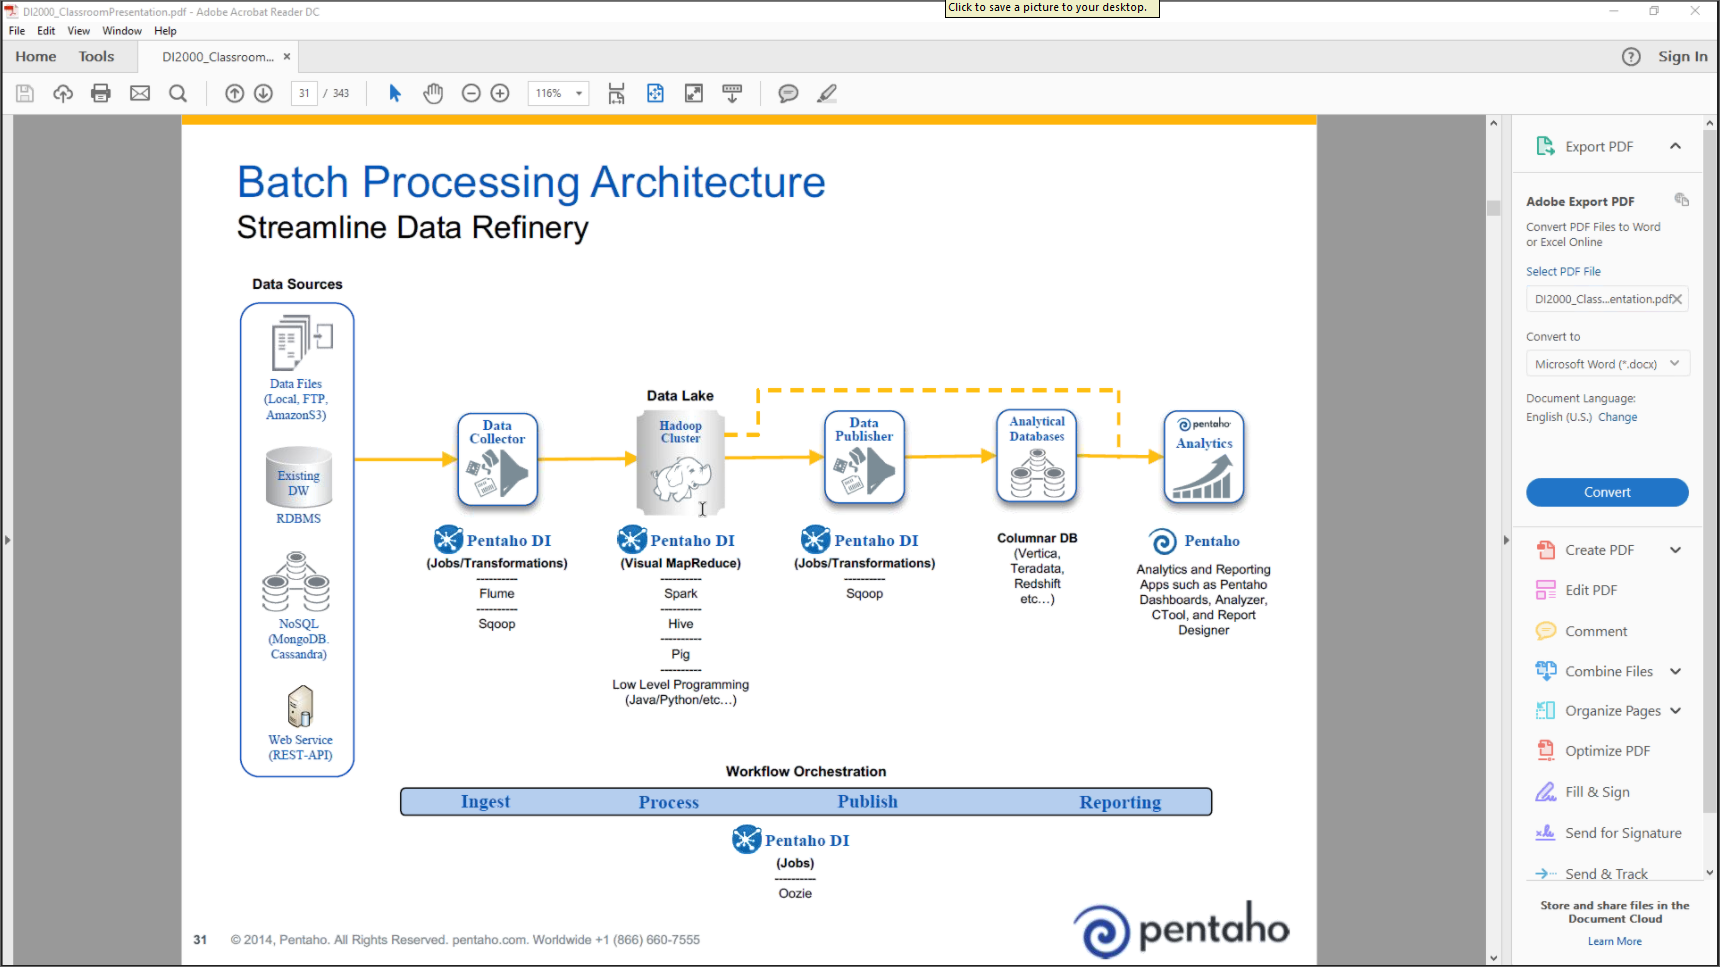 DI2000_ClassroomPresentation.pdf - Adobe Acrobat Reader DC
Click to save a picture to your desktop.
File Edit View Window Help
Home Tools DI2000_Classroom... × Sign In
31 / 343 116%
Batch Processing Architecture
Streamline Data Refinery
Data Sources
Data Files
(Local, FTP,
AmazonS3)
Existing
DW
RDBMS
NoSQL
(MongoDB.
Cassandra)
Web Service
(REST-API)
Data
Collector
Pentaho DI
(Jobs/Transformations)
----------
Flume
----------
Sqoop
Data Lake
Hadoop
Cluster
Pentaho DI
(Visual MapReduce)
----------
Spark
----------
Hive
----------
Pig
----------
Low Level Programming
(Java/Python/etc...)
Data
Publisher
Pentaho DI
(Jobs/Transformations)
----------
Sqoop
Analytical
Databases
Columnar DB
(Vertica,
Teradata,
Redshift
etc...)
pentaho
Analytics
Pentaho
Analytics and Reporting
Apps such as Pentaho
Dashboards, Analyzer,
CTool, and Report
Designer
Workflow Orchestration
Ingest Process Publish Reporting
Pentaho DI
(Jobs)
----------
Oozie
31 © 2014, Pentaho. All Rights Reserved. pentaho.com. Worldwide +1 (866) 660-7555
pentaho
Export PDF
Adobe Export PDF
Convert PDF Files to Word
or Excel Online
Select PDF File
DI2000_Class...entation.pdf
Convert to
Microsoft Word (*.docx)
Document Language:
English (U.S.) Change
Convert
Create PDF
Edit PDF
Comment
Combine Files
Organize Pages
Optimize PDF
Fill & Sign
Send for Signature
Send & Track
Store and share files in the
Document Cloud
Learn More